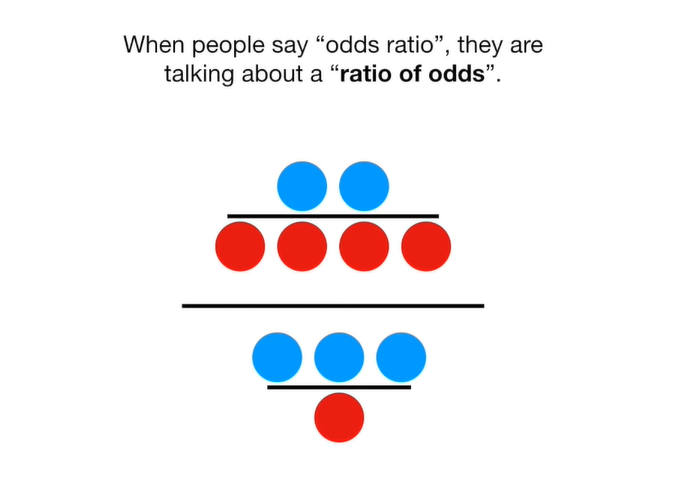 When people say “odds ratio”, they are
talking about a “ratio of odds”.